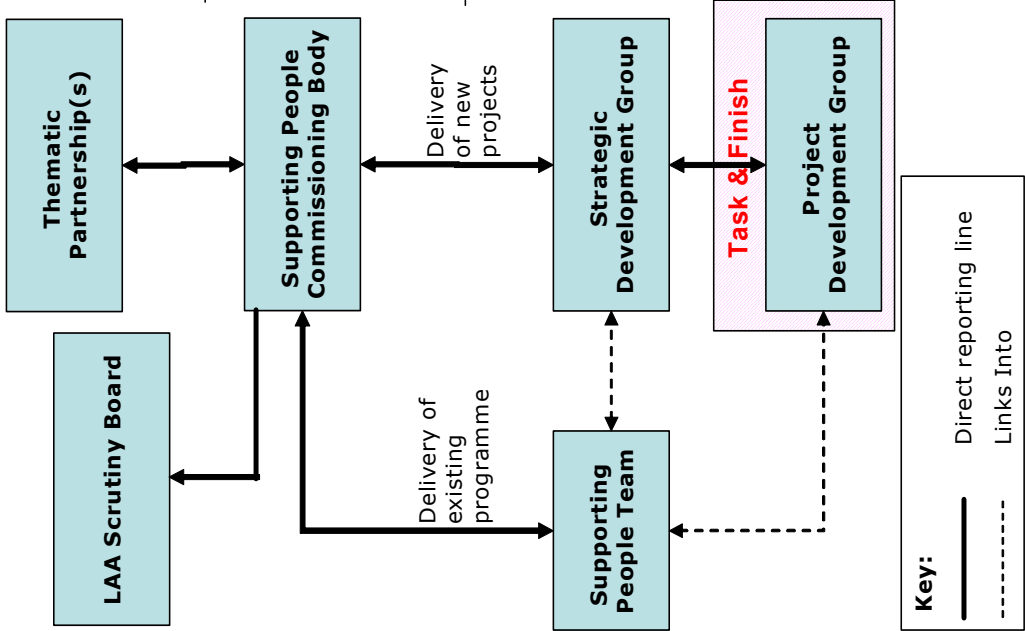 LAA Scrutiny Board
Thematic
Partnership(s)
Supporting People
Commissioning Body
Delivery of
existing
programme
Delivery
of new
projects
Supporting
People Team
Strategic
Development Group
Task & Finish
Project
Development Group
Key:
Direct reporting line
Links Into